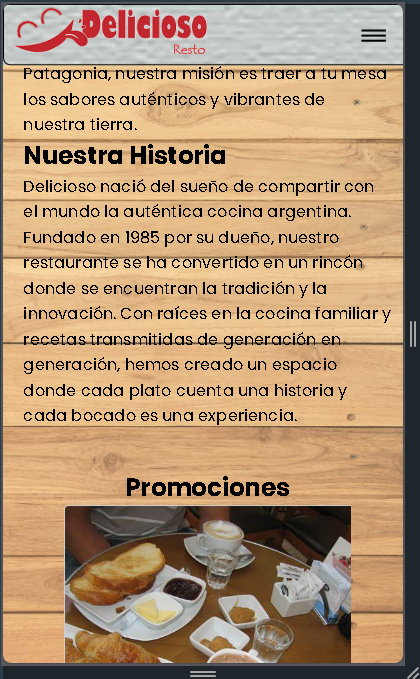 Delicioso
Resto
Patagonia, nuestra misión es traer a tu mesa
los sabores auténticos y vibrantes de
nuestra tierra.
Nuestra Historia
Delicioso nació del sueño de compartir con
el mundo la auténtica cocina argentina.
Fundado en 1985 por su dueño, nuestro
restaurante se ha convertido en un rincón
donde se encuentran la tradición y la
innovación. Con raíces en la cocina familiar y
recetas transmitidas de generación en
generación, hemos creado un espacio
donde cada plato cuenta una historia y
cada bocado es una experiencia.
Promociones